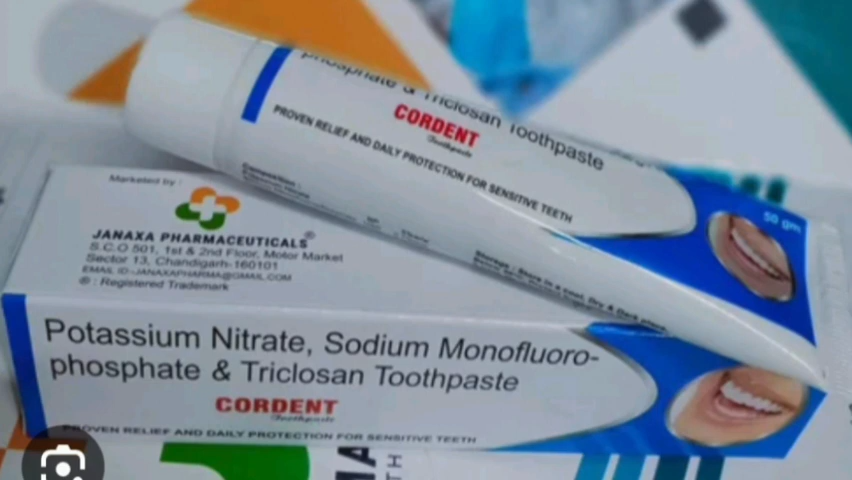 phosphate & Triclosan Toothpaste
CORDENT
Toothpaste
PROVEN RELIEF AND DAILY PROTECTION FOR SENSITIVE TEETH
Composition :
50 gm
Marketed by :
JANAXA PHARMACEUTICALS®
S.C.O 501, 1st & 2nd Floor, Motor Market
Sector 13, Chandigarh-160101
EMAIL ID-JANAXAPHARMA@GMAIL.COM
® : Registered Trademark
Potassium Nitrate, Sodium Monofluoro-
phosphate & Triclosan Toothpaste
CORDENT
Toothpaste
PROVEN RELIEF AND DAILY PROTECTION FOR SENSITIVE TEETH